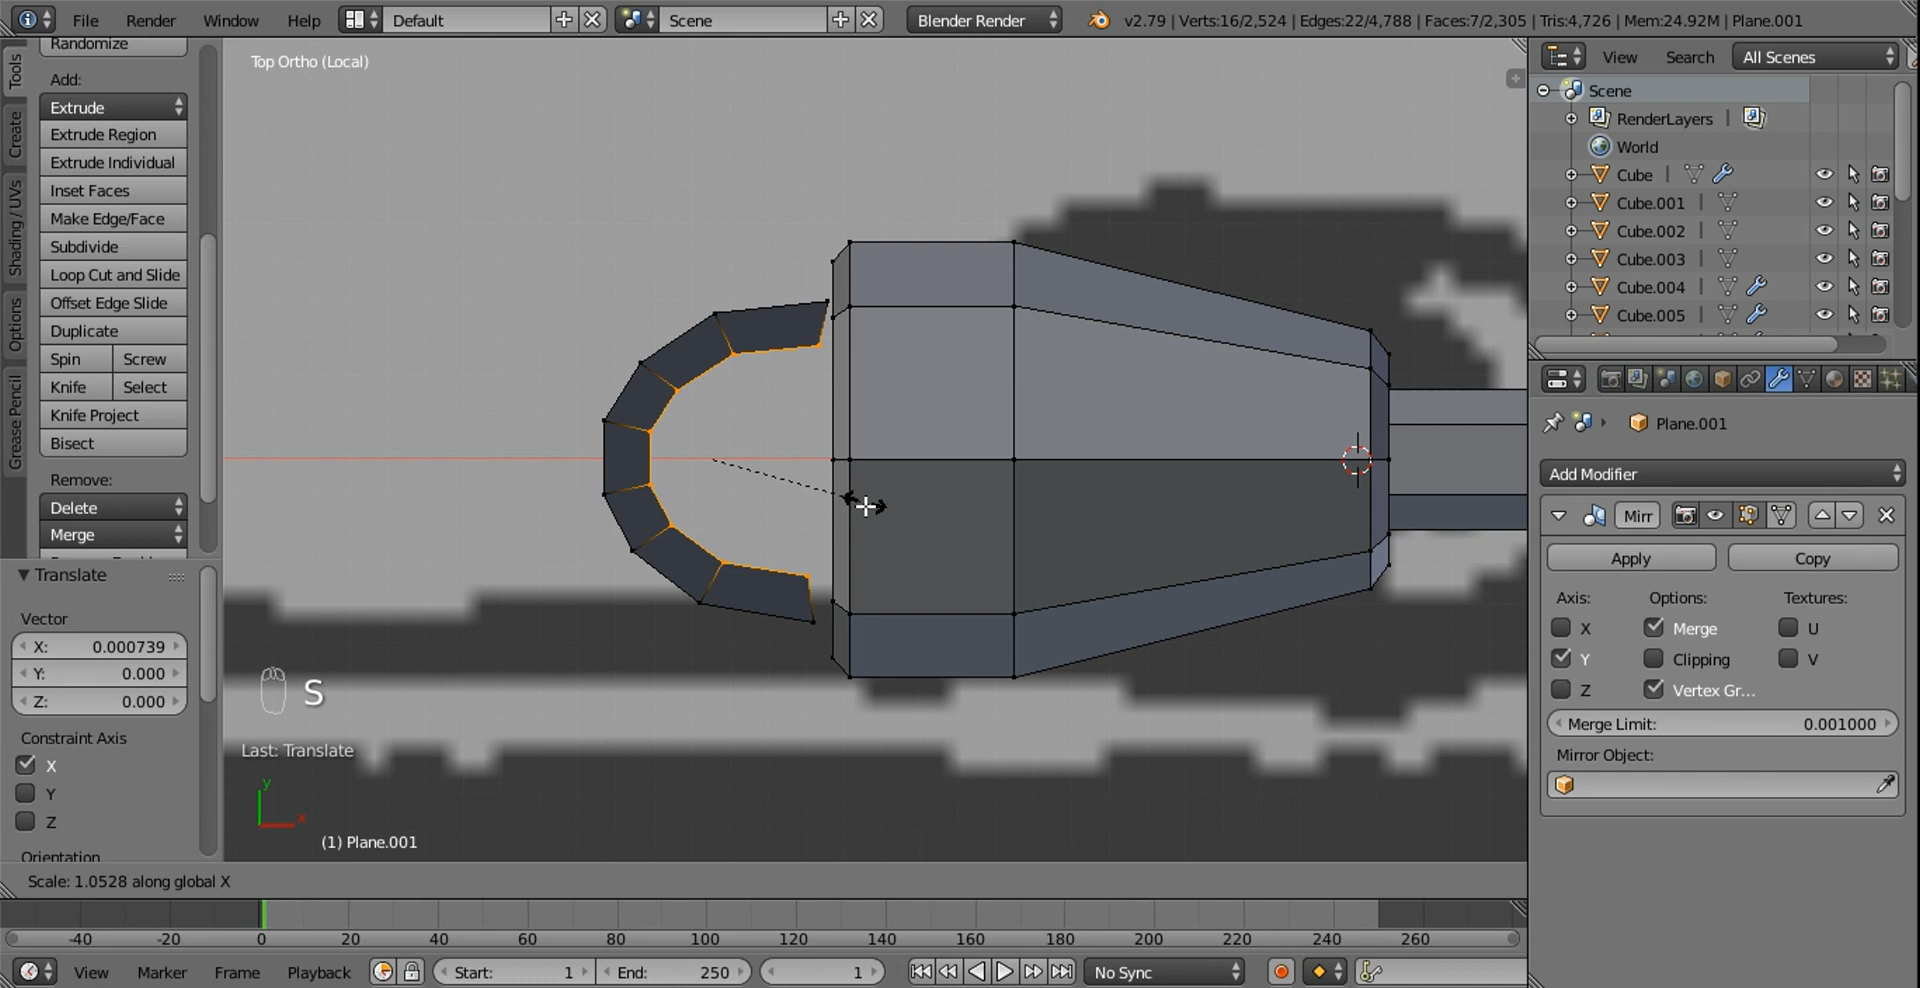 File Render Window Help Default Scene Blender Render v2.79 | Verts:16/2,524 | Edges:22/4,788 | Faces:7/2,305 | Tris:4,726 | Mem:24.92M | Plane.001
Randomize
Add:
Extrude
Extrude Region
Extrude Individual
Inset Faces
Make Edge/Face
Subdivide
Loop Cut and Slide
Offset Edge Slide
Duplicate
Spin Screw
Knife Select
Knife Project
Bisect
Remove:
Delete
Merge
Tools
Create
Shading / UVs
Options
Grease Pencil
Translate
Vector
X: 0.000739
Y: 0.000
Z: 0.000
Constraint Axis
X
Y
Z
Orientation
Top Ortho (Local)
S
Last: Translate
y
x
(1) Plane.001
Scale: 1.0528 along global X
View Search All Scenes
Scene
RenderLayers |
World
Cube |
Cube.001 |
Cube.002 |
Cube.003 |
Cube.004 |
Cube.005 |
Plane.001
Add Modifier
Mirr
Apply Copy
Axis: Options: Textures:
X Merge U
Y Clipping V
Z Vertex Gr...
Merge Limit: 0.001000
Mirror Object:
-40 -20 0 20 40 60 80 100 120 140 160 180 200 220 240 260
View Marker Frame Playback Start: 1 End: 250 1 No Sync